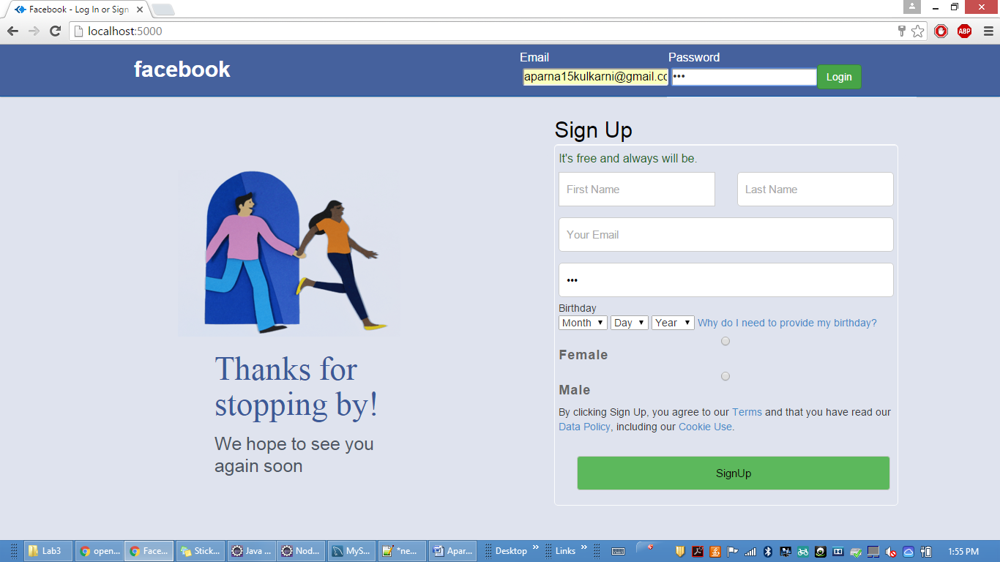 Facebook - Log In or Sign
localhost:5000
ABP
facebook
Email
Password
aparna15kulkarni@gmail.cc
•••
Login
Sign Up
It's free and always will be.
First Name
Last Name
Your Email
•••
Birthday
Month Day Year Why do I need to provide my birthday?
Female
Male
By clicking Sign Up, you agree to our Terms and that you have read our
Data Policy, including our Cookie Use.
SignUp
Thanks for
stopping by!
We hope to see you
again soon
Lab3 open... Face... Stick... Java ... Nod... MyS... *ne... Apar... Desktop » Links » 1:55 PM